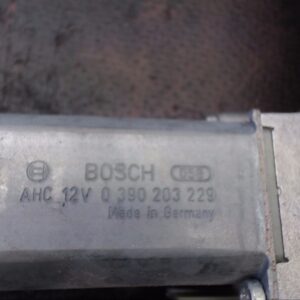 BOSCH
AHC 12V 0 390 203 229
Made in Germany